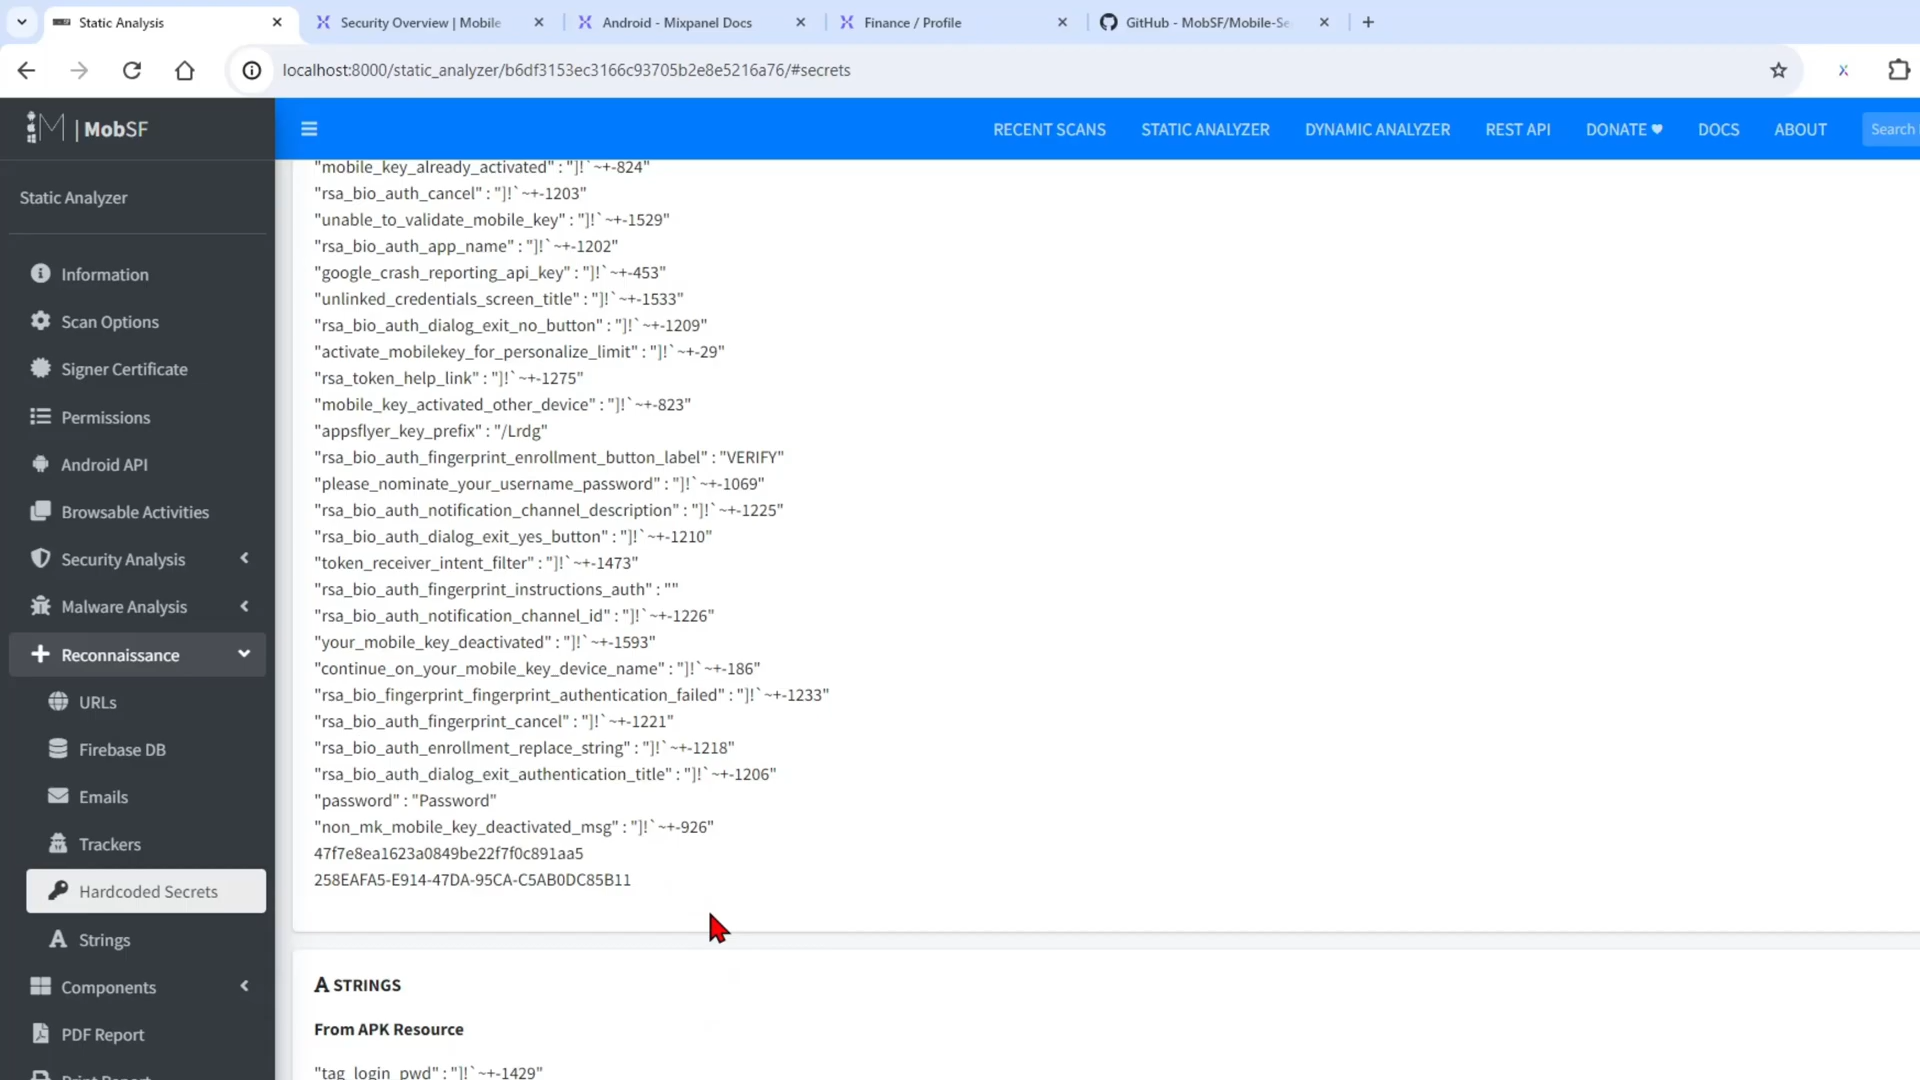 Static Analysis
Security Overview | Mobile
Android - Mixpanel Docs
Finance / Profile
GitHub - MobSF/Mobile-Se
localhost:8000/static_analyzer/b6df3153ec3166c93705b2e8e5216a76/#secrets
| MobSF
RECENT SCANS
STATIC ANALYZER
DYNAMIC ANALYZER
REST API
DONATE ♥
DOCS
ABOUT
Search
Static Analyzer
Information
Scan Options
Signer Certificate
Permissions
Android API
Browsable Activities
Security Analysis
Malware Analysis
Reconnaissance
URLs
Firebase DB
Emails
Trackers
Hardcoded Secrets
Strings
Components
PDF Report
Print Report
"mobile_key_already_activated" : "]!`~+-824"
"rsa_bio_auth_cancel" : "]!`~+-1203"
"unable_to_validate_mobile_key" : "]!`~+-1529"
"rsa_bio_auth_app_name" : "]!`~+-1202"
"google_crash_reporting_api_key" : "]!`~+-453"
"unlinked_credentials_screen_title" : "]!`~+-1533"
"rsa_bio_auth_dialog_exit_no_button" : "]!`~+-1209"
"activate_mobilekey_for_personalize_limit" : "]!`~+-29"
"rsa_token_help_link" : "]!`~+-1275"
"mobile_key_activated_other_device" : "]!`~+-823"
"appsflyer_key_prefix" : "/Lrdg"
"rsa_bio_auth_fingerprint_enrollment_button_label" : "VERIFY"
"please_nominate_your_username_password" : "]!`~+-1069"
"rsa_bio_auth_notification_channel_description" : "]!`~+-1225"
"rsa_bio_auth_dialog_exit_yes_button" : "]!`~+-1210"
"token_receiver_intent_filter" : "]!`~+-1473"
"rsa_bio_auth_fingerprint_instructions_auth" : ""
"rsa_bio_auth_notification_channel_id" : "]!`~+-1226"
"your_mobile_key_deactivated" : "]!`~+-1593"
"continue_on_your_mobile_key_device_name" : "]!`~+-186"
"rsa_bio_fingerprint_fingerprint_authentication_failed" : "]!`~+-1233"
"rsa_bio_auth_fingerprint_cancel" : "]!`~+-1221"
"rsa_bio_auth_enrollment_replace_string" : "]!`~+-1218"
"rsa_bio_auth_dialog_exit_authentication_title" : "]!`~+-1206"
"password" : "Password"
"non_mk_mobile_key_deactivated_msg" : "]!`~+-926"
47f7e8ea1623a0849be22f7f0c891aa5
258EAFA5-E914-47DA-95CA-C5AB0DC85B11
A STRINGS
From APK Resource
"tag_login_pwd" : "]!`~+-1429"